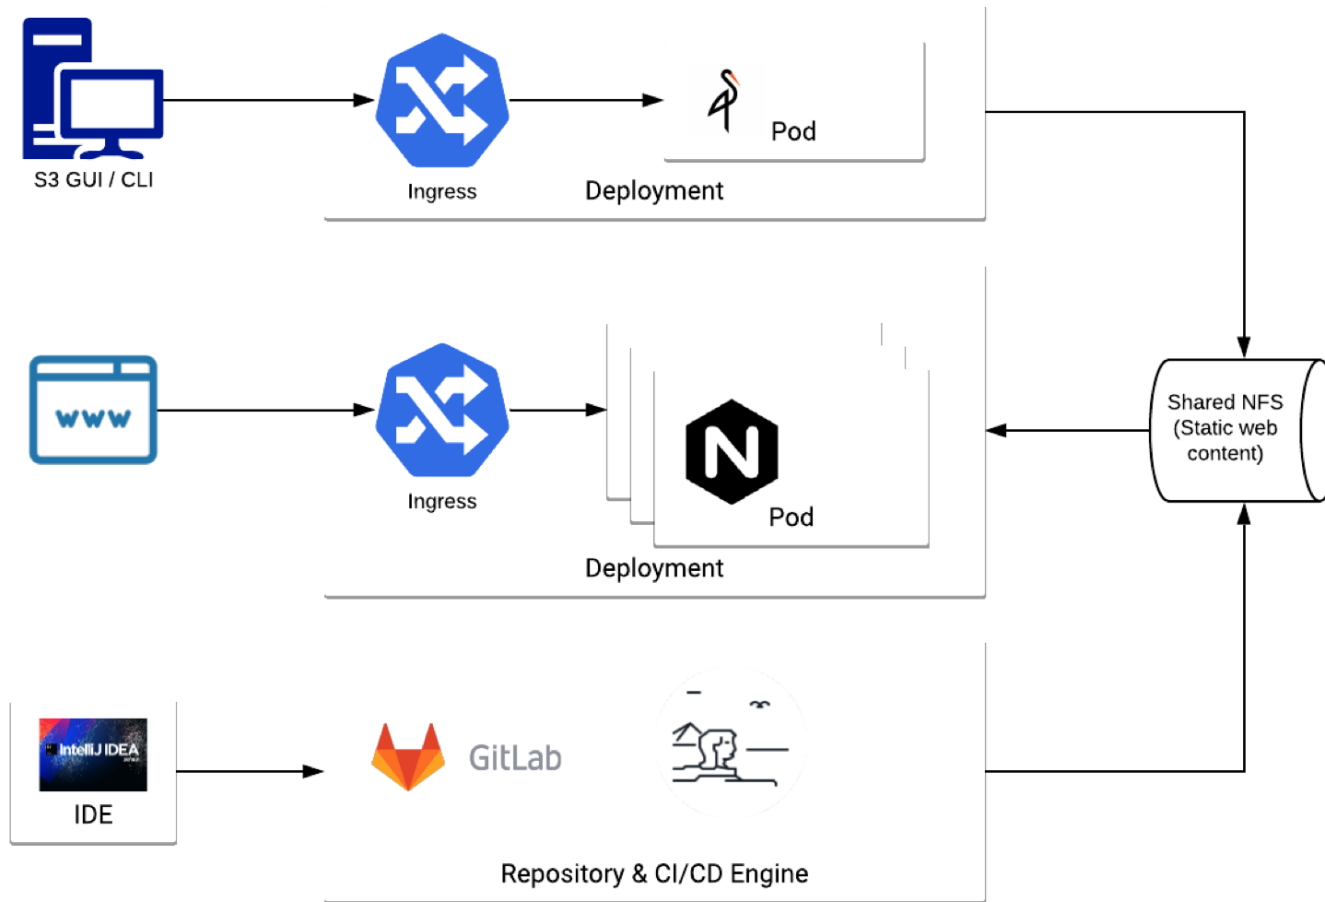 S3 GUI / CLI
Ingress
Pod
Deployment
www
Ingress
N
Pod
Deployment
Shared NFS
(Static web
content)
IntelliJ IDEA
IDE
GitLab
Repository & CI/CD Engine